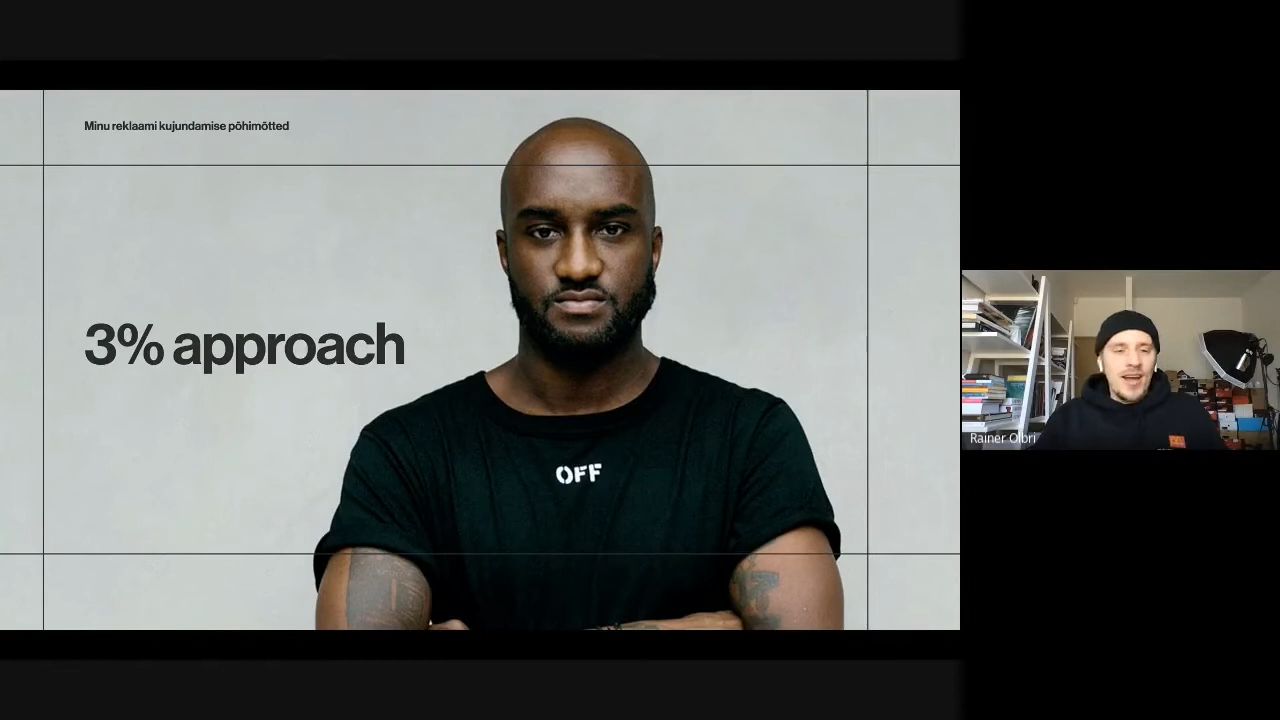 Minu reklaami kujundamise põhimõtted
3% approach
OFF
Rainer Olbri